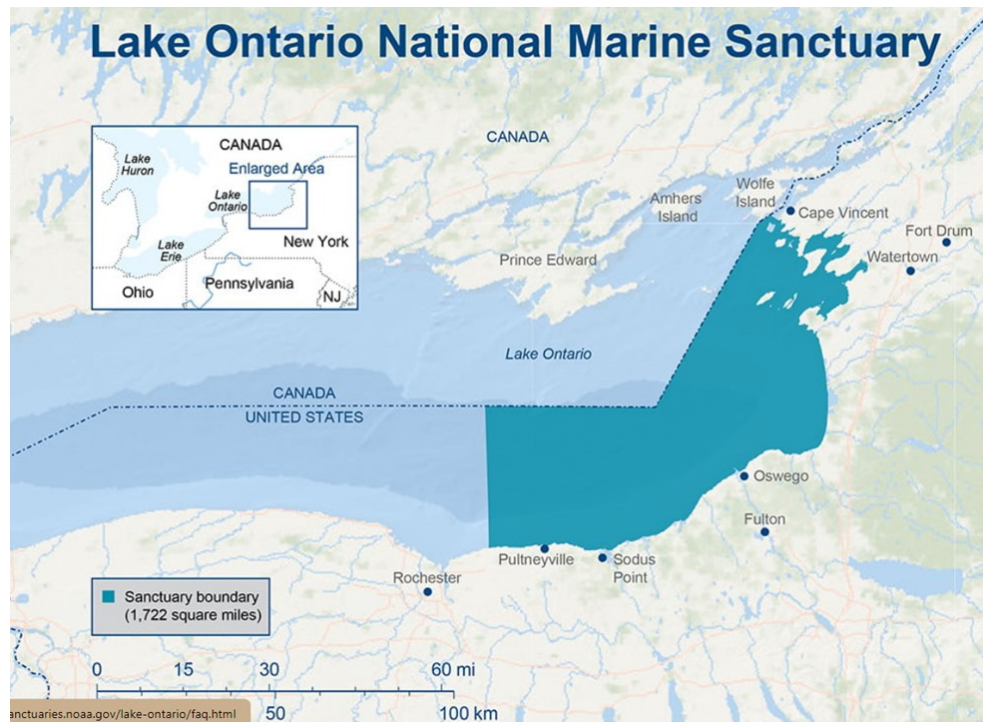 Lake Ontario National Marine Sanctuary
CANADA
Lake
Huron
CANADA
Enlarged Area
Lake
Ontario
New York
Lake
Erie
Pennsylvania
Ohio
NJ
Amhers
Island
Wolfe
Island
Cape Vincent
Fort Drum
Watertown
Prince Edward
Lake Ontario
CANADA
UNITED STATES
Oswego
Fulton
Pultneyville
Sodus
Point
Rochester
Sanctuary boundary
(1,722 square miles)
0 15 30 60 mi
50 100 km
anctuaries.noaa.gov/lake-ontario/faq.html